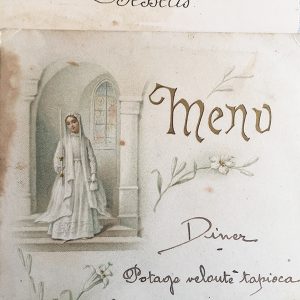 Desserts
Menu
Diner
Potage velouté tapioca